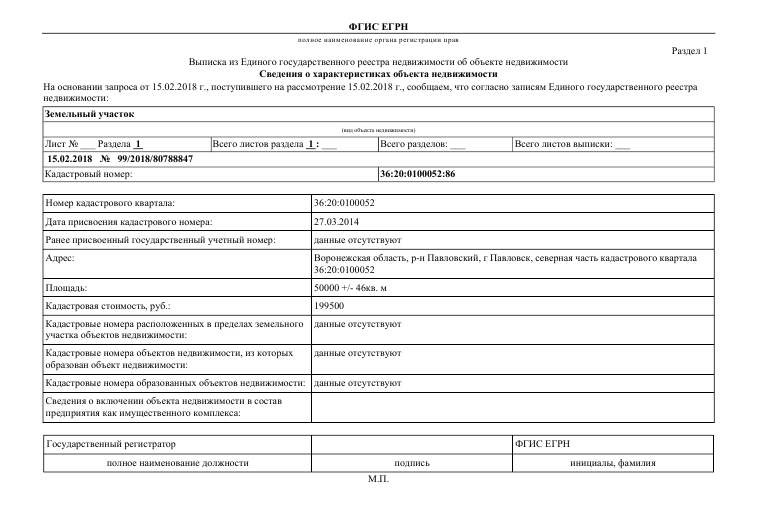 ФГИС ЕГРН
полное наименование органа регистрации прав
Раздел 1
Выписка из Единого государственного реестра недвижимости об объекте недвижимости
Сведения о характеристиках объекта недвижимости
На основании запроса от 15.02.2018 г., поступившего на рассмотрение 15.02.2018 г., сообщаем, что согласно записям Единого государственного реестра
недвижимости:
Земельный участок
(вид объекта недвижимости)
Лист № ___ Раздела 1 Всего листов раздела 1 : ___ Всего разделов: ___ Всего листов выписки: ___
15.02.2018 № 99/2018/80788847
Кадастровый номер: 36:20:0100052:86
Номер кадастрового квартала: 36:20:0100052
Дата присвоения кадастрового номера: 27.03.2014
Ранее присвоенный государственный учетный номер: данные отсутствуют
Адрес: Воронежская область, р-н Павловский, г Павловск, северная часть кадастрового квартала
36:20:0100052
Площадь: 50000 +/- 46кв. м
Кадастровая стоимость, руб.: 199500
Кадастровые номера расположенных в пределах земельного данные отсутствуют
участка объектов недвижимости:
Кадастровые номера объектов недвижимости, из которых данные отсутствуют
образован объект недвижимости:
Кадастровые номера образованных объектов недвижимости: данные отсутствуют
Сведения о включении объекта недвижимости в состав
предприятия как имущественного комплекса:
Государственный регистратор ФГИС ЕГРН
полное наименование должности подпись инициалы, фамилия
М.П.